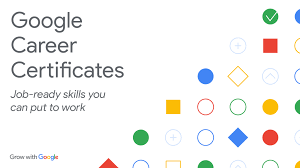 Google
Career
Certificates
Job-ready skills you
can put to work
Grow with Google